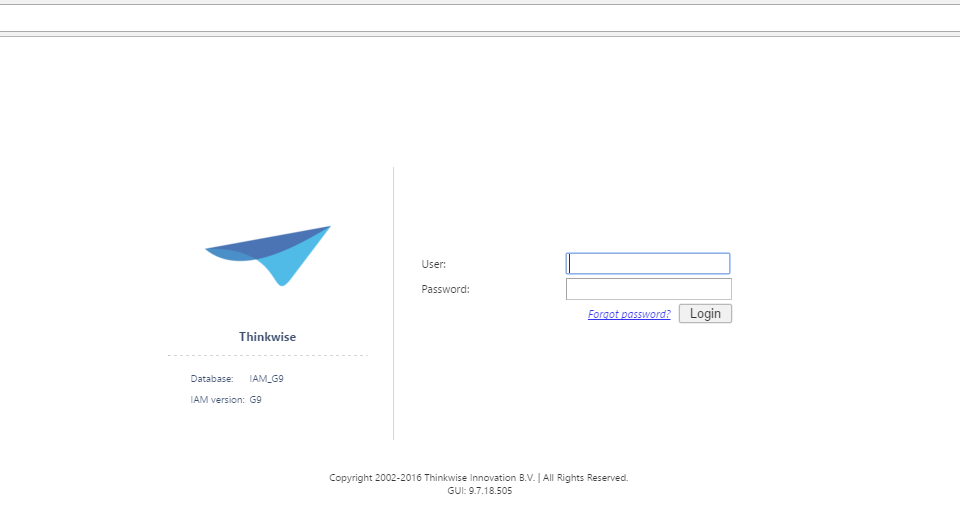 User:
Password:
Forgot password? Login
Thinkwise
Database: IAM_G9
IAM version: G9
Copyright 2002-2016 Thinkwise Innovation B.V. | All Rights Reserved.
GUI: 9.7.18.505